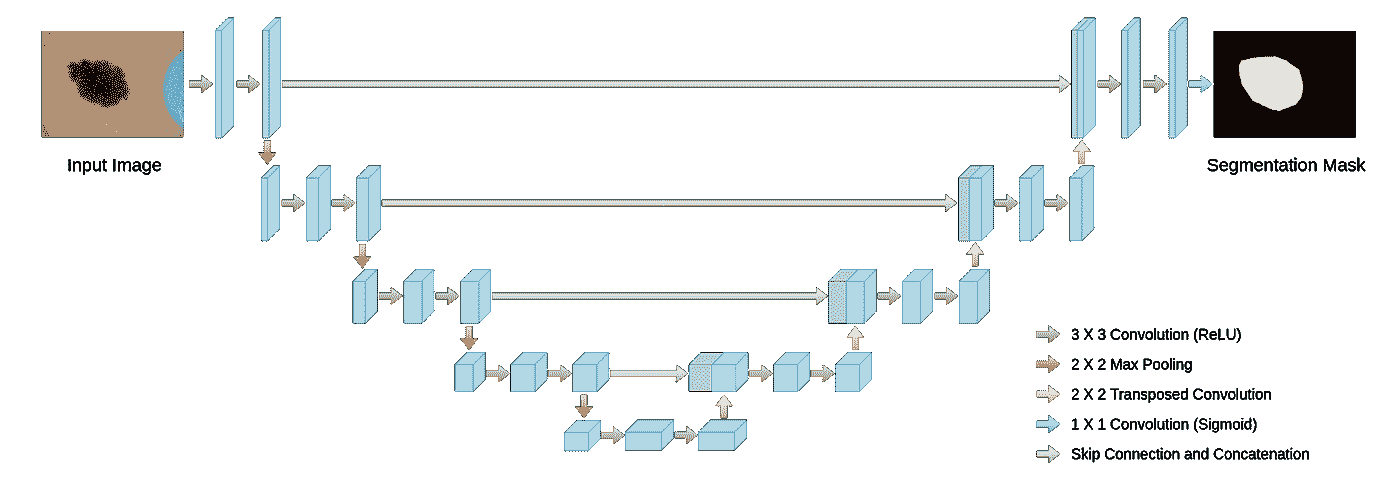 Input Image
Segmentation Mask
3 X 3 Convolution (ReLU)
2 X 2 Max Pooling
2 X 2 Transposed Convolution
1 X 1 Convolution (Sigmoid)
Skip Connection and Concatenation